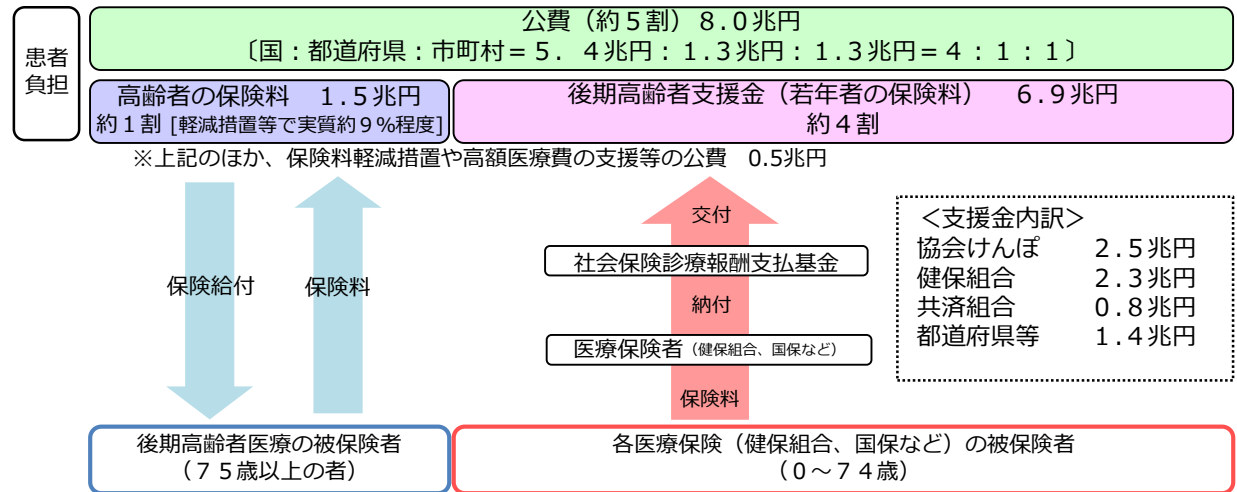 患者
負担
公費（約５割）８.０兆円
〔国：都道府県：市町村＝５．４兆円：１.３兆円：１.３兆円＝４：１：１〕
高齢者の保険料　１.５兆円
約１割 [軽減措置等で実質約９％程度]
後期高齢者支援金（若年者の保険料）　６.９兆円
約４割
※上記のほか、保険料軽減措置や高額医療費の支援等の公費　0.5兆円
保険給付
保険料
交付
社会保険診療報酬支払基金
納付
医療保険者（健保組合、国保など）
保険料
＜支援金内訳＞
協会けんぽ　２.５兆円
健保組合　２.３兆円
共済組合　０.８兆円
都道府県等　１.４兆円
後期高齢者医療の被保険者
（７５歳以上の者）
各医療保険（健保組合、国保など）の被保険者
（０～７４歳）